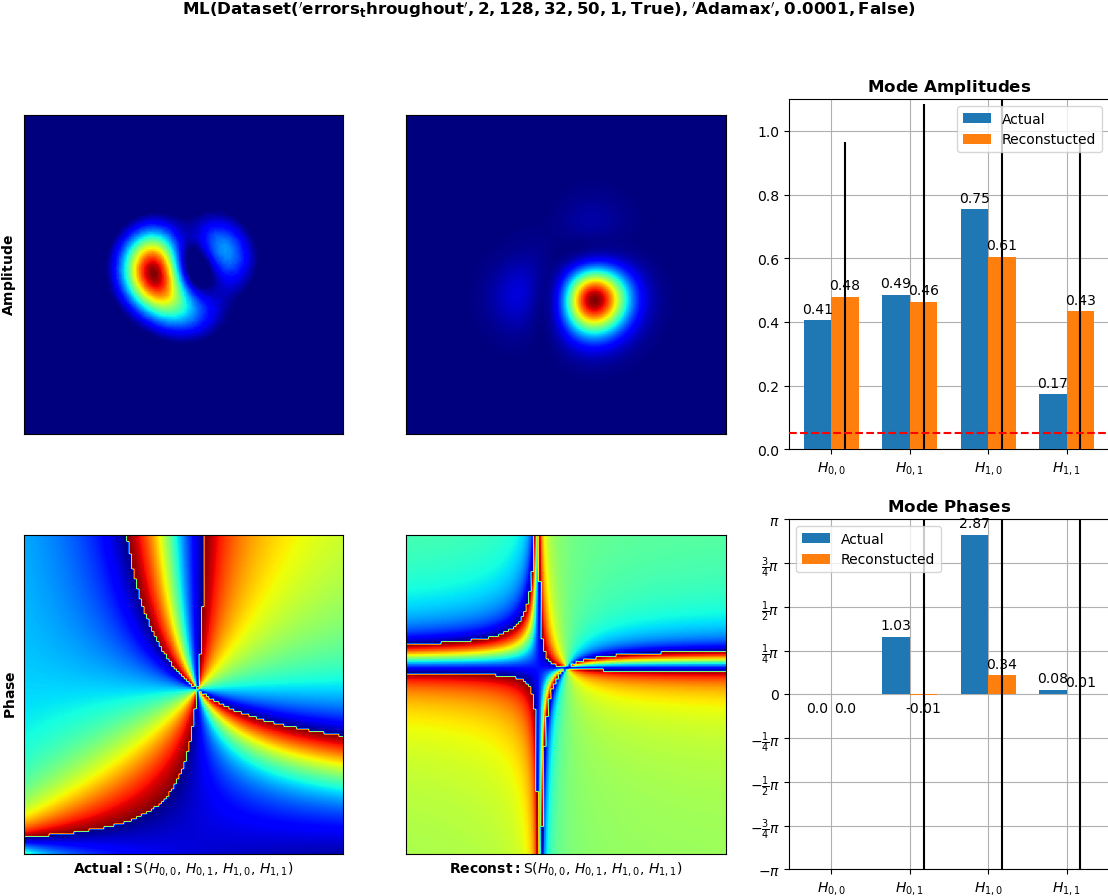 ML(Dataset('errors_throughout', 2, 128, 32, 50, 1, True), 'Adamax', 0.0001, False)
Amplitude
Mode Amplitudes
Actual
Reconstucted
1.0
0.8
0.6
0.4
0.2
0.0
0.41
0.48
0.49
0.46
0.75
0.61
0.17
0.43
H0,0
H0,1
H1,0
H1,1
Phase
Actual: S(H0,0, H0,1, H1,0, H1,1)
Reconst: S(H0,0, H0,1, H1,0, H1,1)
Mode Phases
Actual
Reconstucted
π
3/4π
1/2π
1/4π
0
−1/4π
−1/2π
−3/4π
−π
0.0
0.0
1.03
-0.01
2.87
0.34
0.08
0.01
H0,0
H0,1
H1,0
H1,1